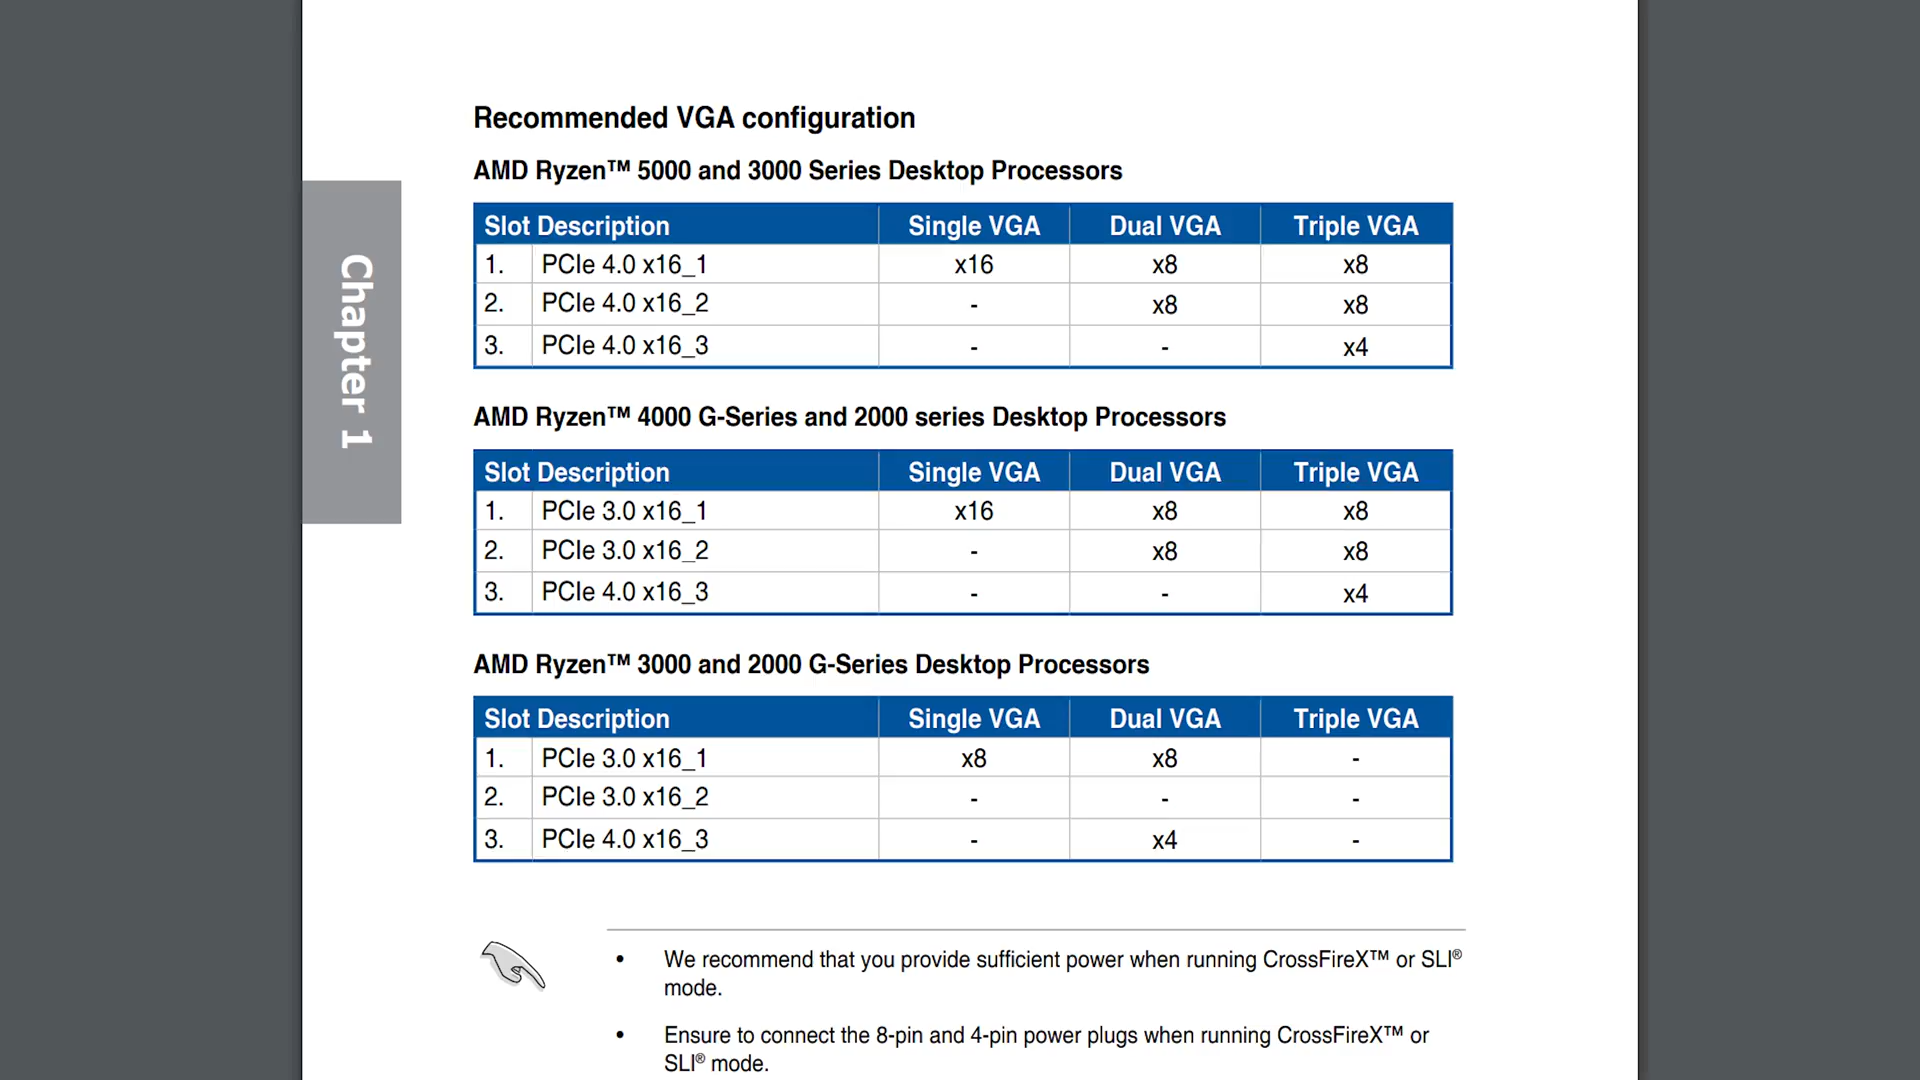 Recommended VGA configuration
AMD Ryzen™ 5000 and 3000 Series Desktop Processors
Slot Description Single VGA Dual VGA Triple VGA
1. PCIe 4.0 x16_1 x16 x8 x8
2. PCIe 4.0 x16_2 - x8 x8
3. PCIe 4.0 x16_3 - - x4
Chapter 1
AMD Ryzen™ 4000 G-Series and 2000 series Desktop Processors
Slot Description Single VGA Dual VGA Triple VGA
1. PCIe 3.0 x16_1 x16 x8 x8
2. PCIe 3.0 x16_2 - x8 x8
3. PCIe 4.0 x16_3 - - x4
AMD Ryzen™ 3000 and 2000 G-Series Desktop Processors
Slot Description Single VGA Dual VGA Triple VGA
1. PCIe 3.0 x16_1 x8 x8 -
2. PCIe 3.0 x16_2 - - -
3. PCIe 4.0 x16_3 - x4 -
• We recommend that you provide sufficient power when running CrossFireX™ or SLI®
mode.
• Ensure to connect the 8-pin and 4-pin power plugs when running CrossFireX™ or
SLI® mode.